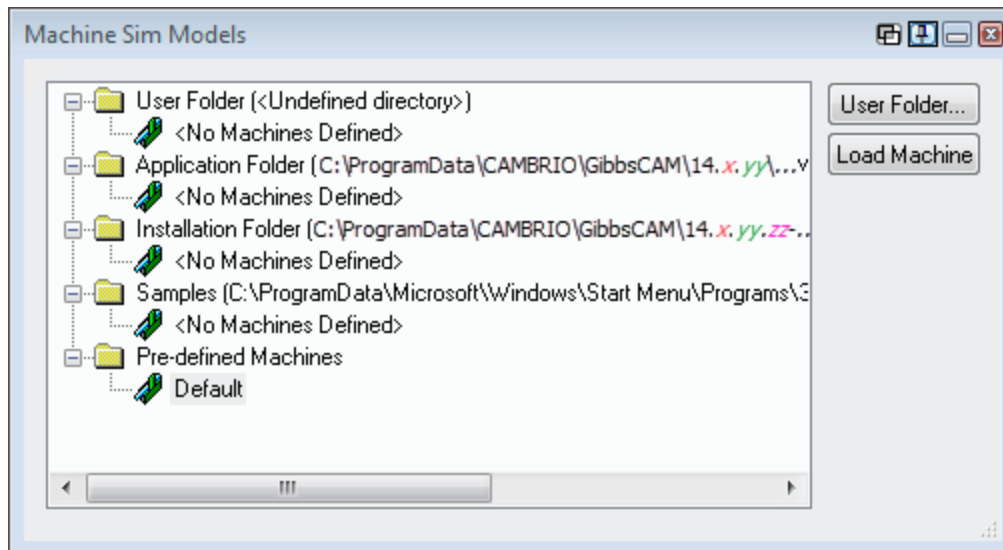 Machine Sim Models
User Folder (<Undefined directory>)
<No Machines Defined>
Application Folder (C:\ProgramData\CAMBRIO\GibbsCAM\14.x.yy\...v
<No Machines Defined>
Installation Folder (C:\ProgramData\CAMBRIO\GibbsCAM\14.x.yy.zz-..
<No Machines Defined>
Samples (C:\ProgramData\Microsoft\Windows\Start Menu\Programs\3
<No Machines Defined>
Pre-defined Machines
Default
User Folder...
Load Machine